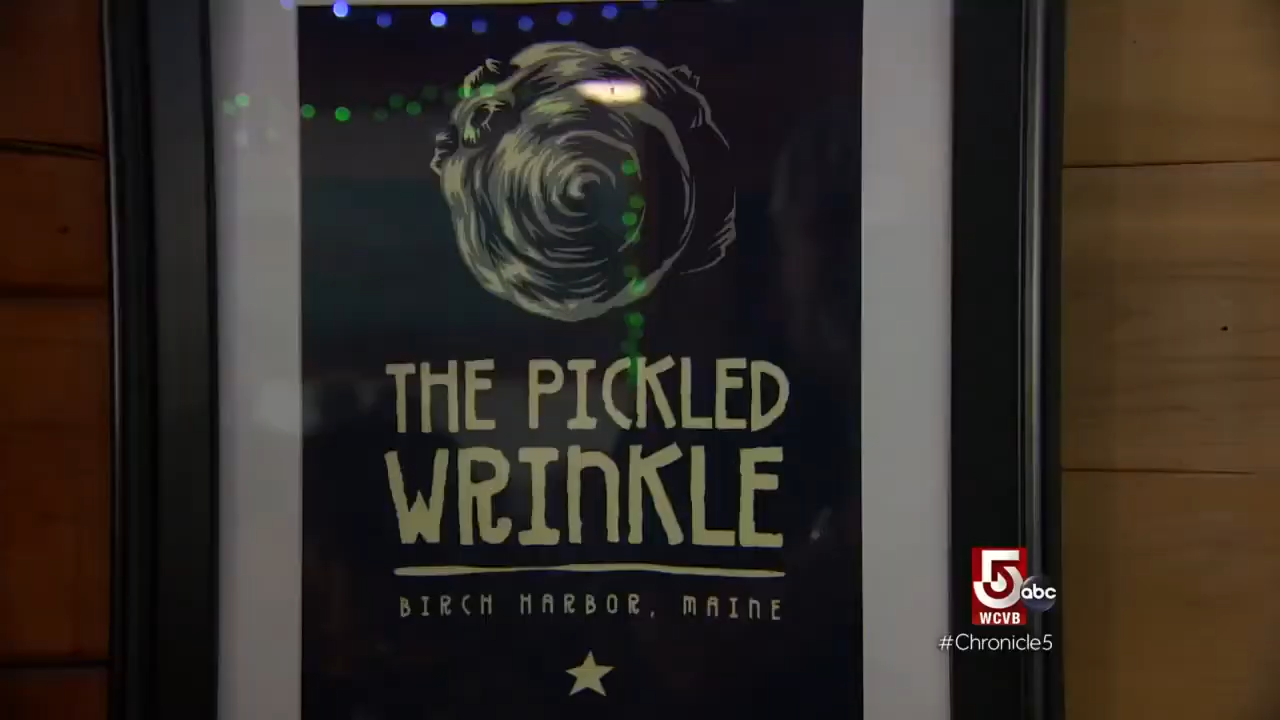 THE PICKLED
WRINKLE
BIRCH HARBOR, MAINE
5
abc
WCVB
#Chronicle5